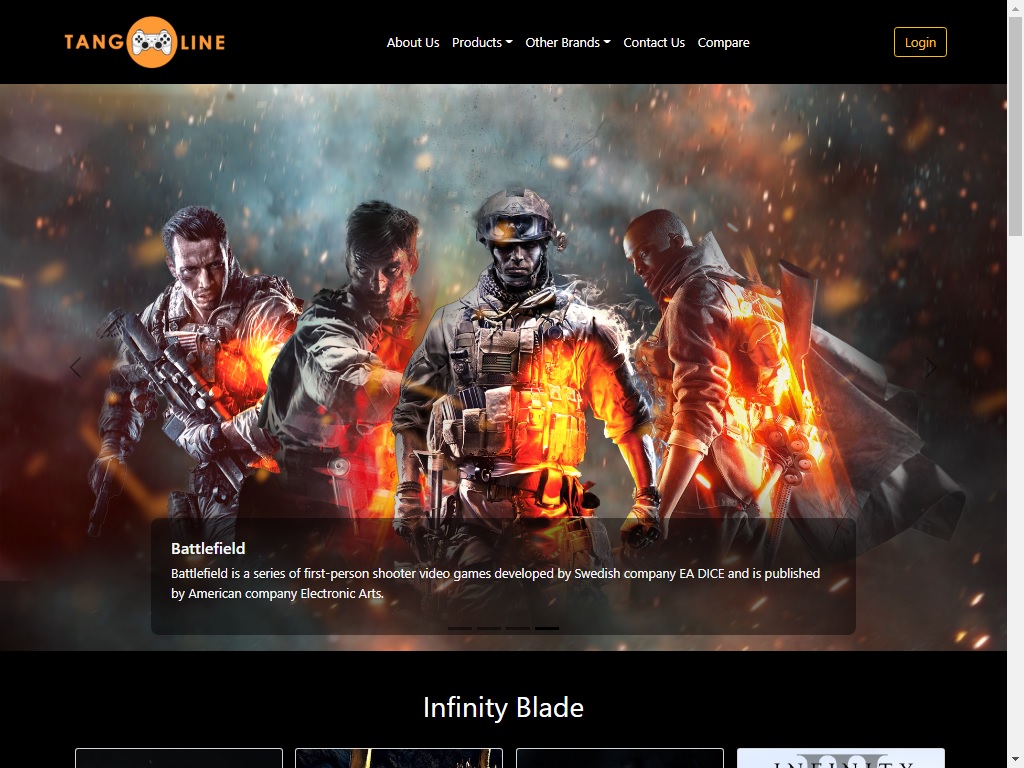 TANG LINE
About Us Products Other Brands Contact Us Compare
Login
Battlefield
Battlefield is a series of first-person shooter video games developed by Swedish company EA DICE and is published
by American company Electronic Arts.
Infinity Blade
INFINITY